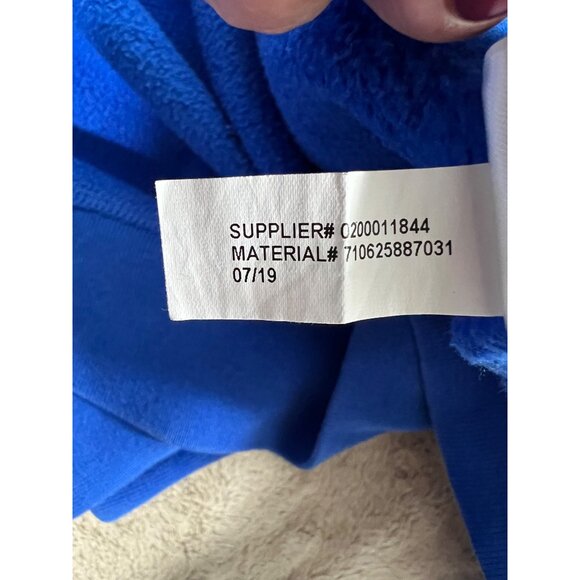 SUPPLIER# 0200011844
MATERIAL# 710625887031
07/19